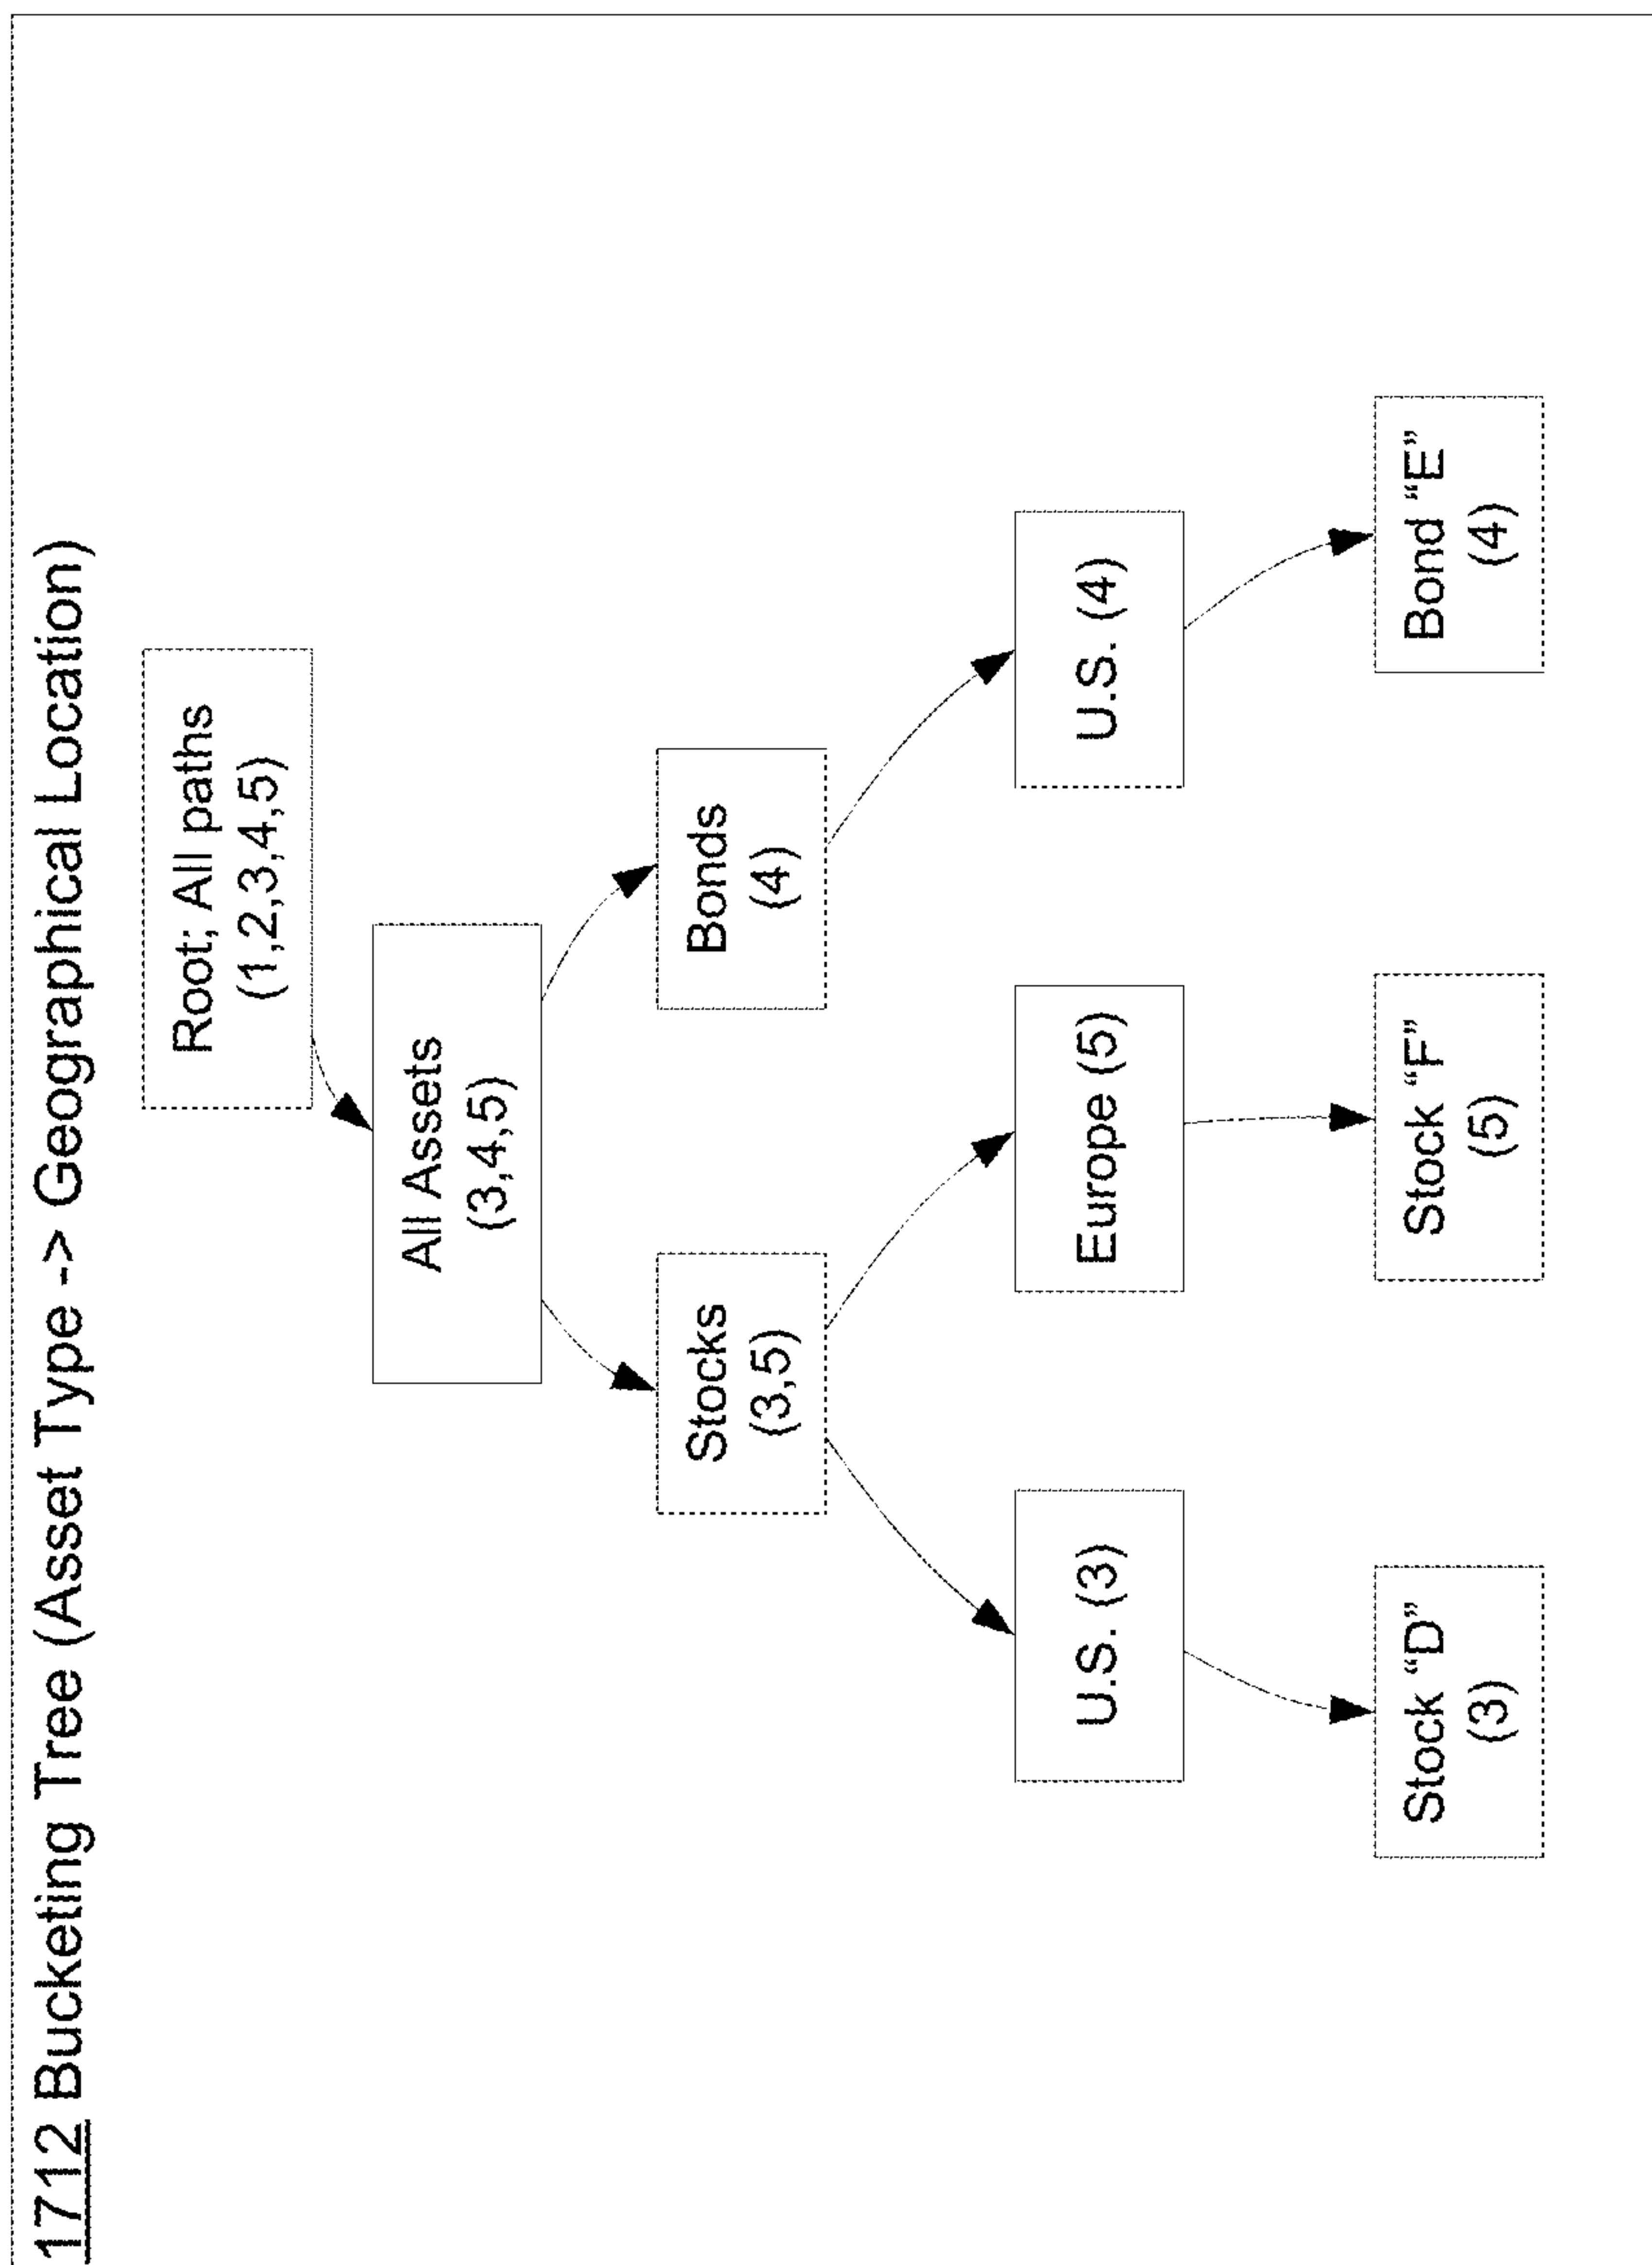 1712 Bucketing Tree (Asset Type -> Geographical Location)
Root; All paths
(1,2,3,4,5)
All Assets
(3,4,5)
Stocks
(3,5)
Bonds
(4)
U.S. (3)
Europe (5)
U.S. (4)
Stock “D”
(3)
Stock “F”
(5)
Bond “E”
(4)